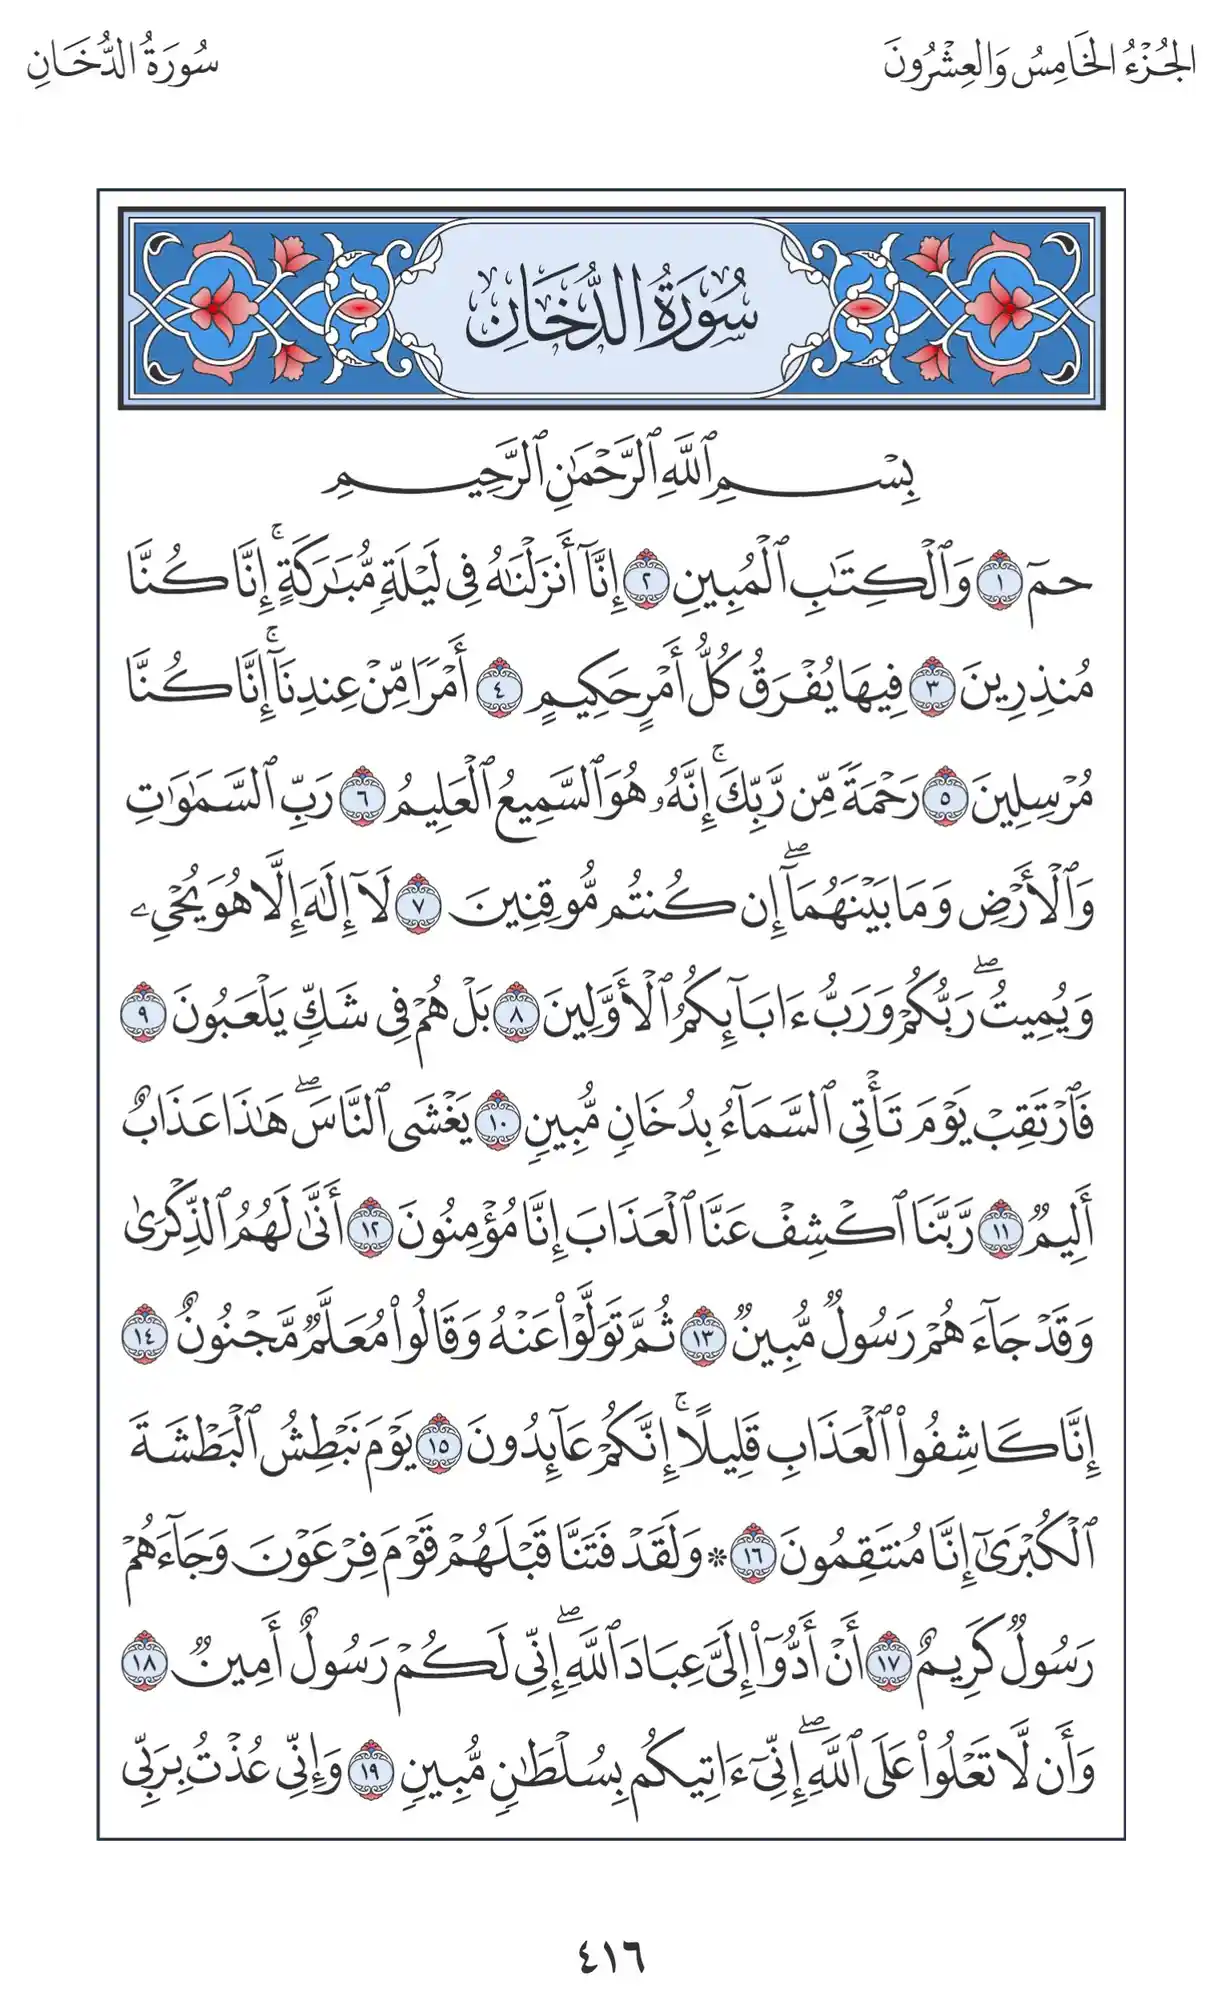 الجُزْءُ الخَامِسُ وَالعِشْرُونَ
سُورَةُ الدُّخَانِ
سُورَةُ الدُّخَانِ
بِسْمِ ٱللَّهِ ٱلرَّحْمَٰنِ ٱلرَّحِيمِ
حمٓ ١ وَٱلْكِتَٰبِ ٱلْمُبِينِ ٢ إِنَّآ أَنزَلْنَٰهُ فِى لَيْلَةٍ مُّبَٰرَكَةٍ ۚ إِنَّا كُنَّا
مُنذِرِينَ ٣ فِيهَا يُفْرَقُ كُلُّ أَمْرٍ حَكِيمٍ ٤ أَمْرًا مِّنْ عِندِنَآ ۚ إِنَّا كُنَّا
مُرْسِلِينَ ٥ رَحْمَةً مِّن رَّبِّكَ ۚ إِنَّهُۥ هُوَ ٱلسَّمِيعُ ٱلْعَلِيمُ ٦ رَبِّ ٱلسَّمَٰوَٰتِ
وَٱلْأَرْضِ وَمَا بَيْنَهُمَآ ۖ إِن كُنتُم مُّوقِنِينَ ٧ لَآ إِلَٰهَ إِلَّا هُوَ يُحْىِۦ
وَيُمِيتُ ۖ رَبُّكُمْ وَرَبُّ ءَابَآئِكُمُ ٱلْأَوَّلِينَ ٨ بَلْ هُمْ فِى شَكٍّ يَلْعَبُونَ ٩
فَٱرْتَقِبْ يَوْمَ تَأْتِى ٱلسَّمَآءُ بِدُخَانٍ مُّبِينٍ ١٠ يَغْشَى ٱلنَّاسَ ۖ هَٰذَا عَذَابٌ
أَلِيمٌ ١١ رَّبَّنَا ٱكْشِفْ عَنَّا ٱلْعَذَابَ إِنَّا مُؤْمِنُونَ ١٢ أَنَّىٰ لَهُمُ ٱلذِّكْرَىٰ
وَقَدْ جَآءَهُمْ رَسُولٌ مُّبِينٌ ١٣ ثُمَّ تَوَلَّوْا۟ عَنْهُ وَقَالُوا۟ مُعَلَّمٌ مَّجْنُونٌ ١٤
إِنَّا كَاشِفُوا۟ ٱلْعَذَابِ قَلِيلًا ۚ إِنَّكُمْ عَآئِدُونَ ١٥ يَوْمَ نَبْطِشُ ٱلْبَطْشَةَ
ٱلْكُبْرَىٰٓ إِنَّا مُنتَقِمُونَ ١٦ * وَلَقَدْ فَتَنَّا قَبْلَهُمْ قَوْمَ فِرْعَوْنَ وَجَآءَهُمْ
رَسُولٌ كَرِيمٌ ١٧ أَنْ أَدُّوٓا۟ إِلَىَّ عِبَادَ ٱللَّهِ ۖ إِنِّى لَكُمْ رَسُولٌ أَمِينٌ ١٨
وَأَن لَّا تَعْلُوا۟ عَلَى ٱللَّهِ ۖ إِنِّىٓ ءَاتِيكُم بِسُلْطَٰنٍ مُّبِينٍ ١٩ وَإِنِّى عُذْتُ بِرَبِّى
٤١٦